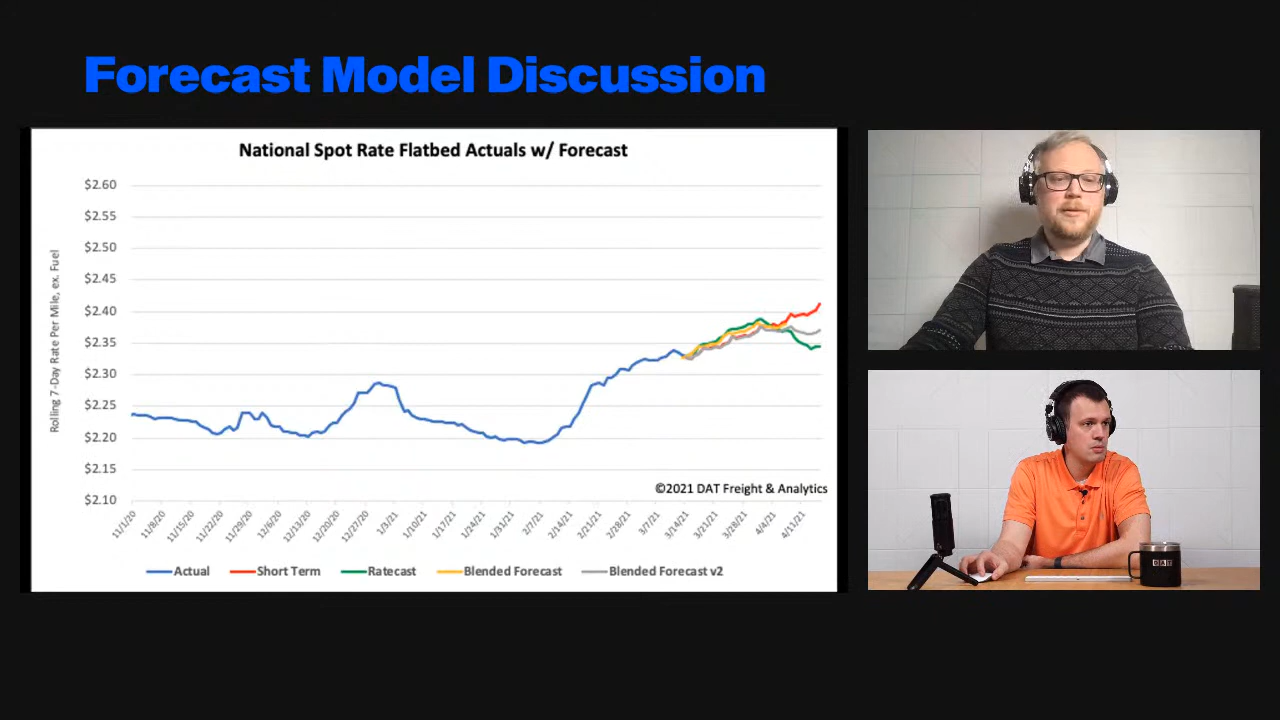 Forecast Model Discussion
National Spot Rate Flatbed Actuals w/ Forecast
$2.60
$2.55
$2.50
$2.45
$2.40
$2.35
$2.30
$2.25
$2.20
$2.15
$2.10
Rolling 7-Day Rate Per Mile, ex. Fuel
©2021 DAT Freight & Analytics
11/1/20 11/8/20 11/15/20 11/22/20 11/29/20 12/6/20 12/13/20 12/20/20 12/27/20 1/3/21 1/10/21 1/17/21 1/24/21 1/31/21 2/7/21 2/14/21 2/21/21 2/28/21 3/7/21 3/14/21 3/21/21 3/28/21 4/4/21 4/11/21
Actual Short Term Ratecast Blended Forecast Blended Forecast v2
DAT